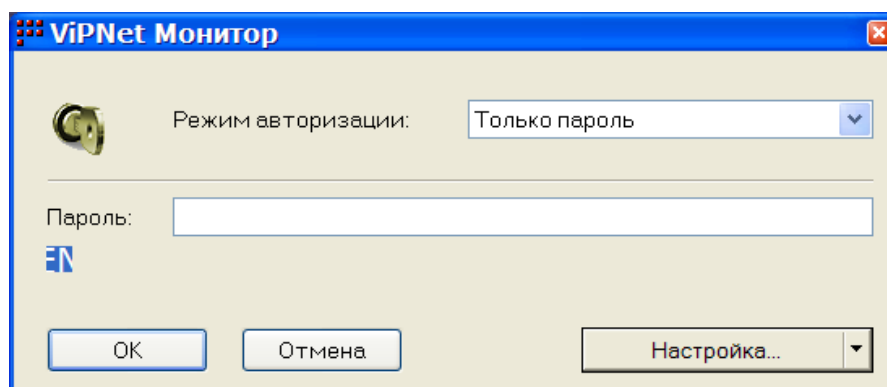 ViPNet Монитор
Режим авторизации: Только пароль
Пароль:
EN
OK Отмена Настройка...